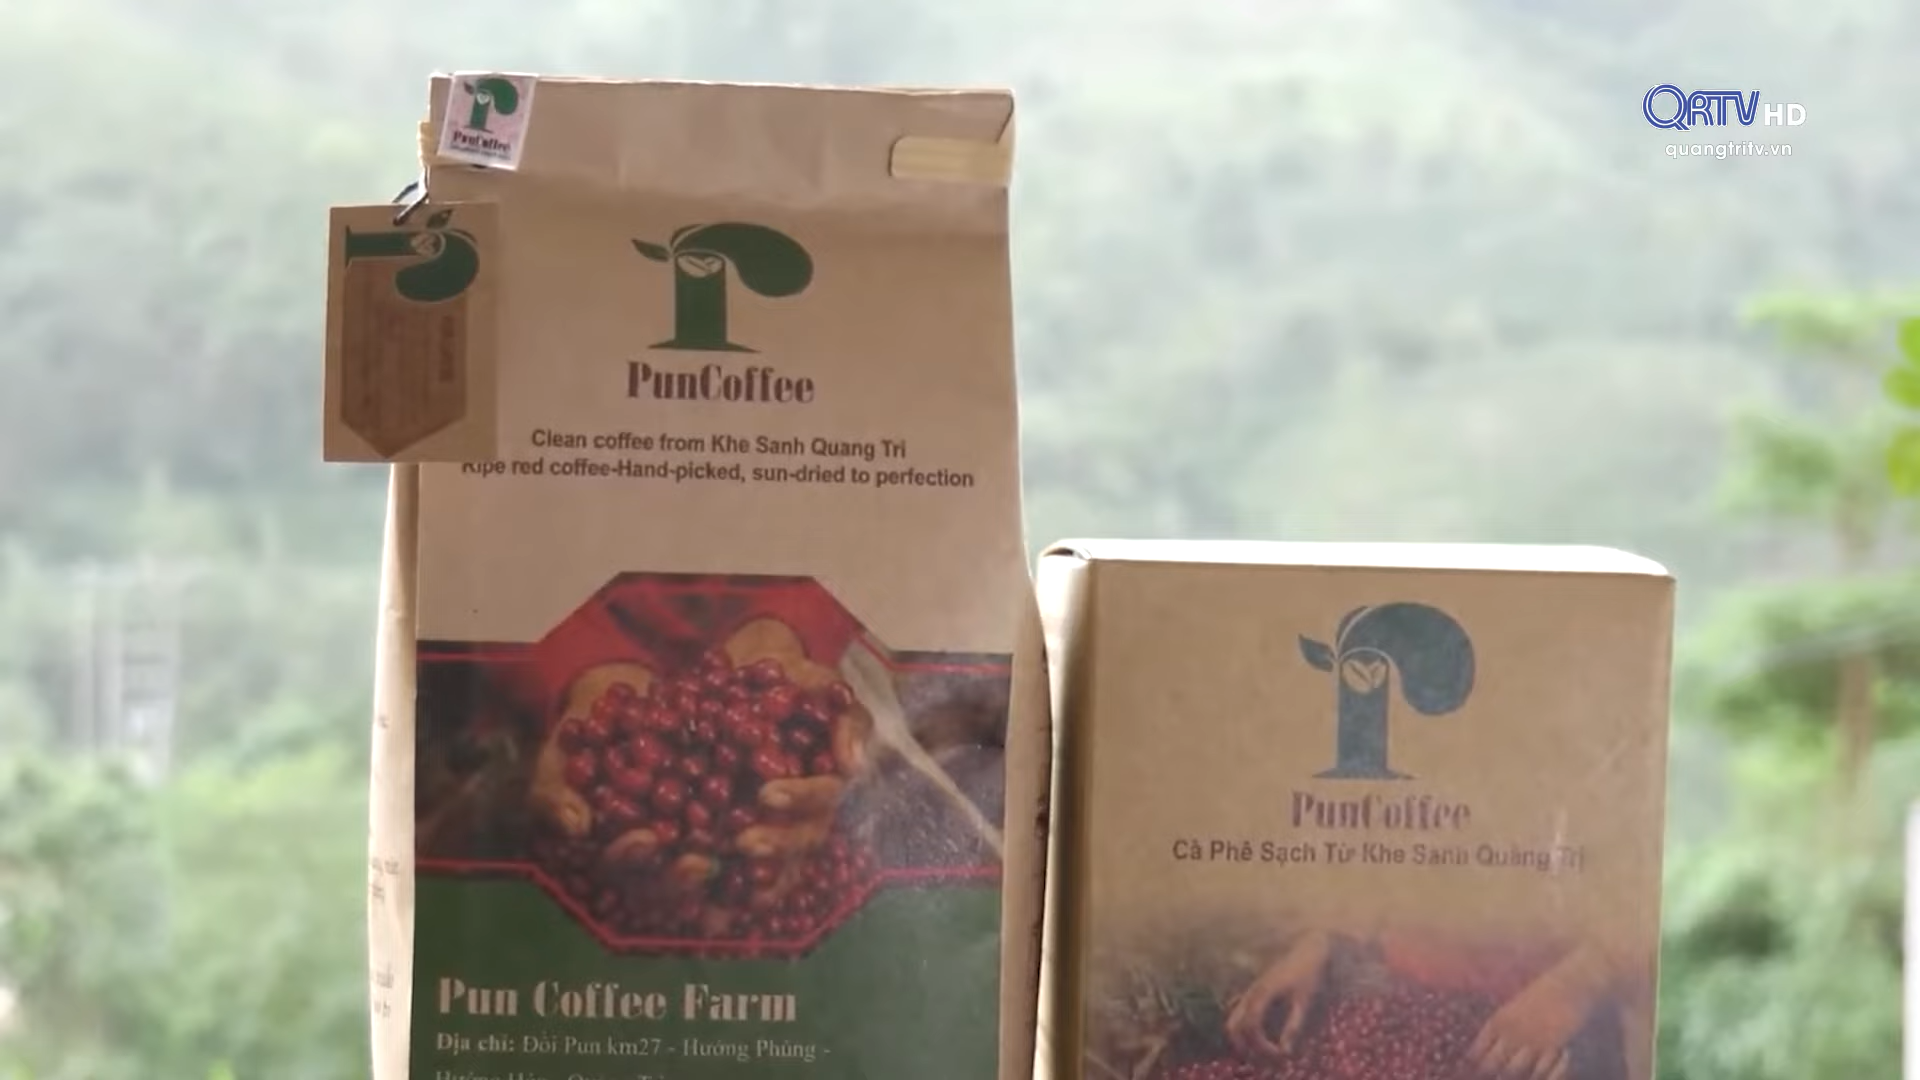 QRTV HD
quangtritv.vn
PunCoffee
PunCoffee
Clean coffee from Khe Sanh Quang Tri
Ripe red coffee-Hand-picked, sun-dried to perfection
Pun Coffee Farm
Địa chỉ: Đồi Pun km27 - Hướng Phùng -
PunCoffee
Cà Phê Sạch Từ Khe Sanh Quảng Trị